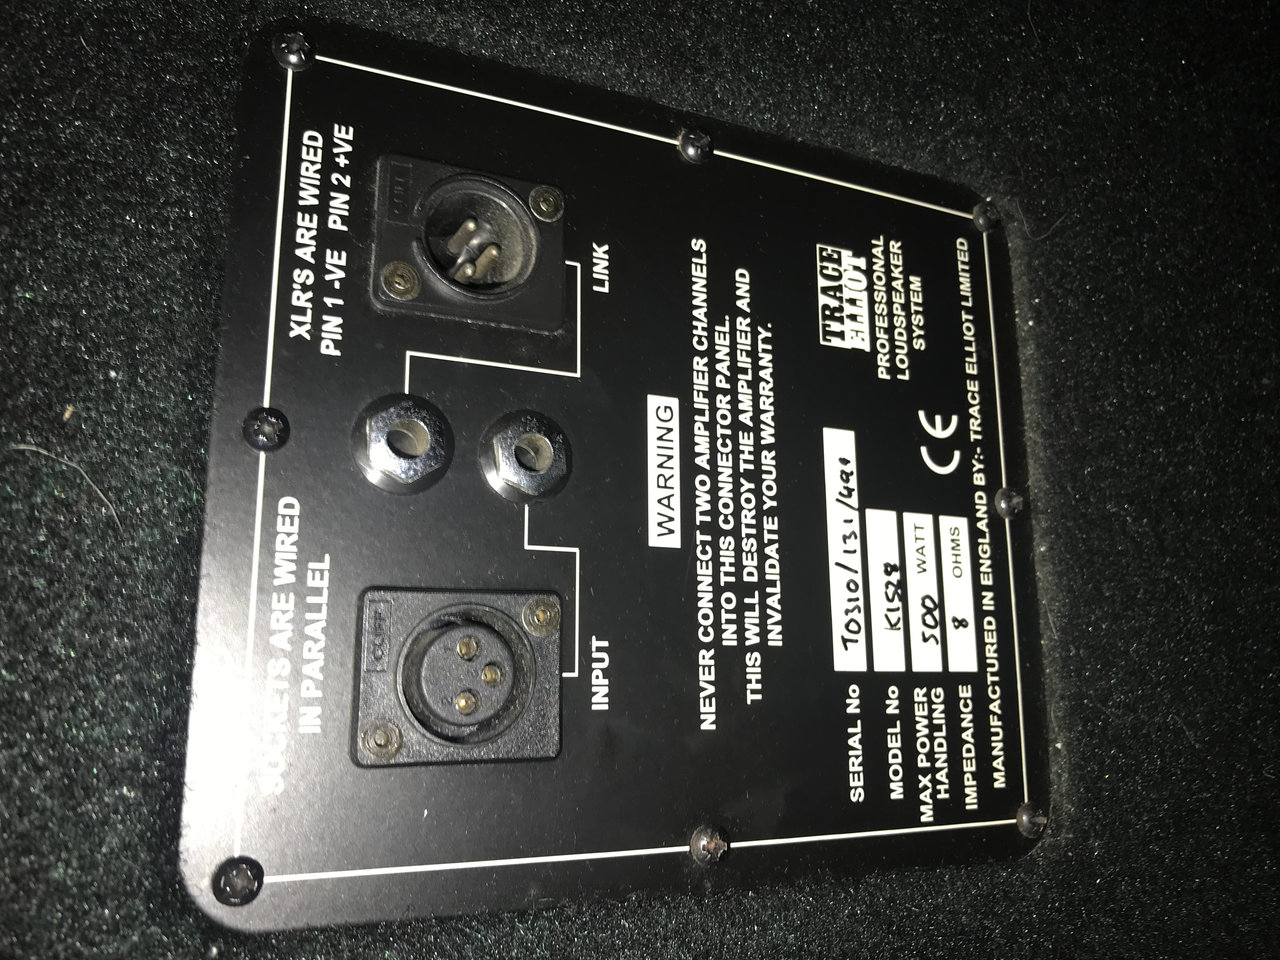 SOCKETS ARE WIRED
IN PARALLEL
XLR'S ARE WIRED
PIN 1 -VE PIN 2 +VE
INPUT
LINK
WARNING
NEVER CONNECT TWO AMPLIFIER CHANNELS
INTO THIS CONNECTOR PANEL.
THIS WILL DESTROY THE AMPLIFIER AND
INVALIDATE YOUR WARRANTY.
SERIAL No T0310/131/491
MODEL No K1528
MAX POWER HANDLING 500 WATT
IMPEDANCE 8 OHMS
CE
TRACE
ELLIOT
PROFESSIONAL
LOUDSPEAKER
SYSTEM
MANUFACTURED IN ENGLAND BY:- TRACE ELLIOT LIMITED